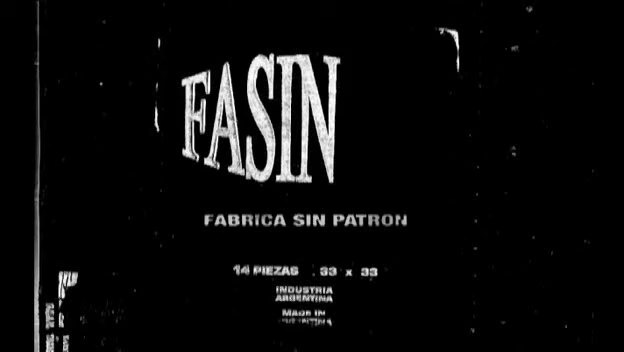 FASIN
FABRICA SIN PATRON
14 PIEZAS 33 x 33
INDUSTRIA
ARGENTINA
MADE IN